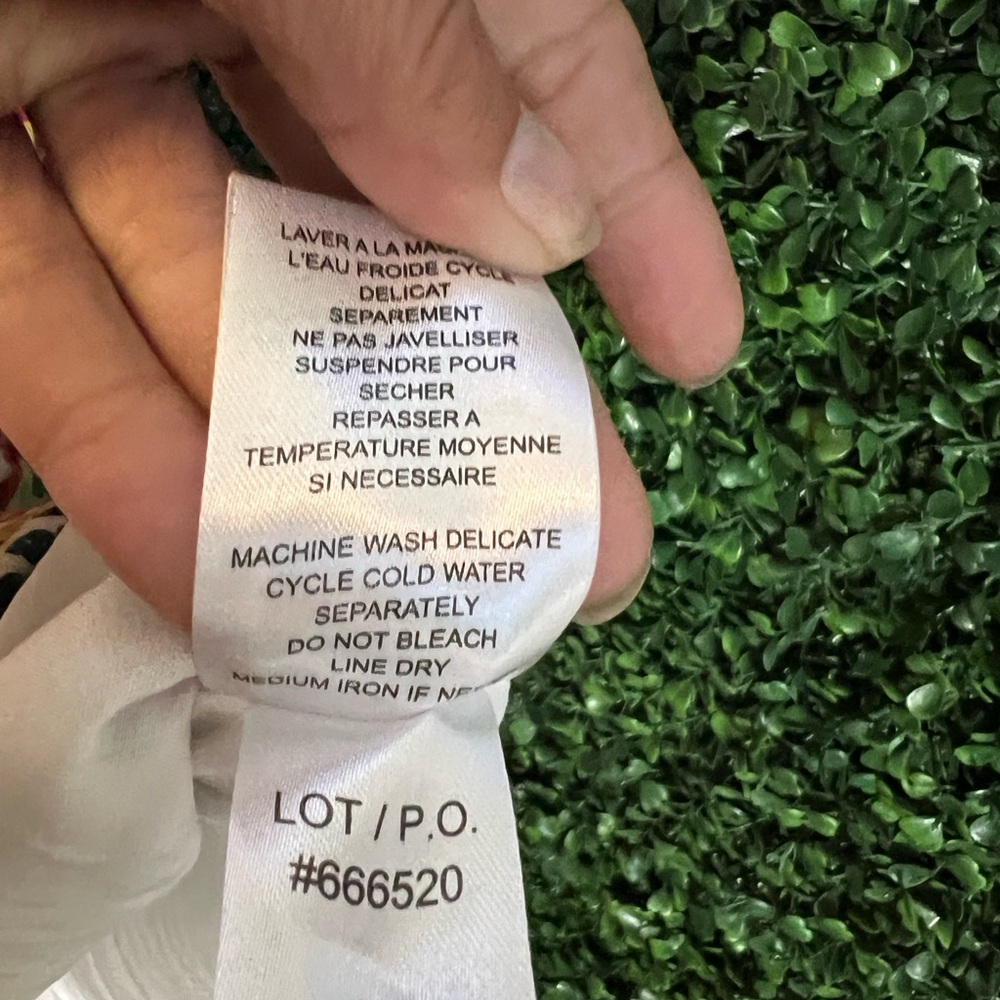 LAVER A LA
L'EAU FROIDE CYCLE
DELICAT
SEPAREMENT
NE PAS JAVELLISER
SUSPENDRE POUR
SECHER
REPASSER A
TEMPERATURE MOYENNE
SI NECESSAIRE
MACHINE WASH DELICATE
CYCLE COLD WATER
SEPARATELY
DO NOT BLEACH
LINE DRY
MEDIUM IRON IF
LOT / P.O.
#666520